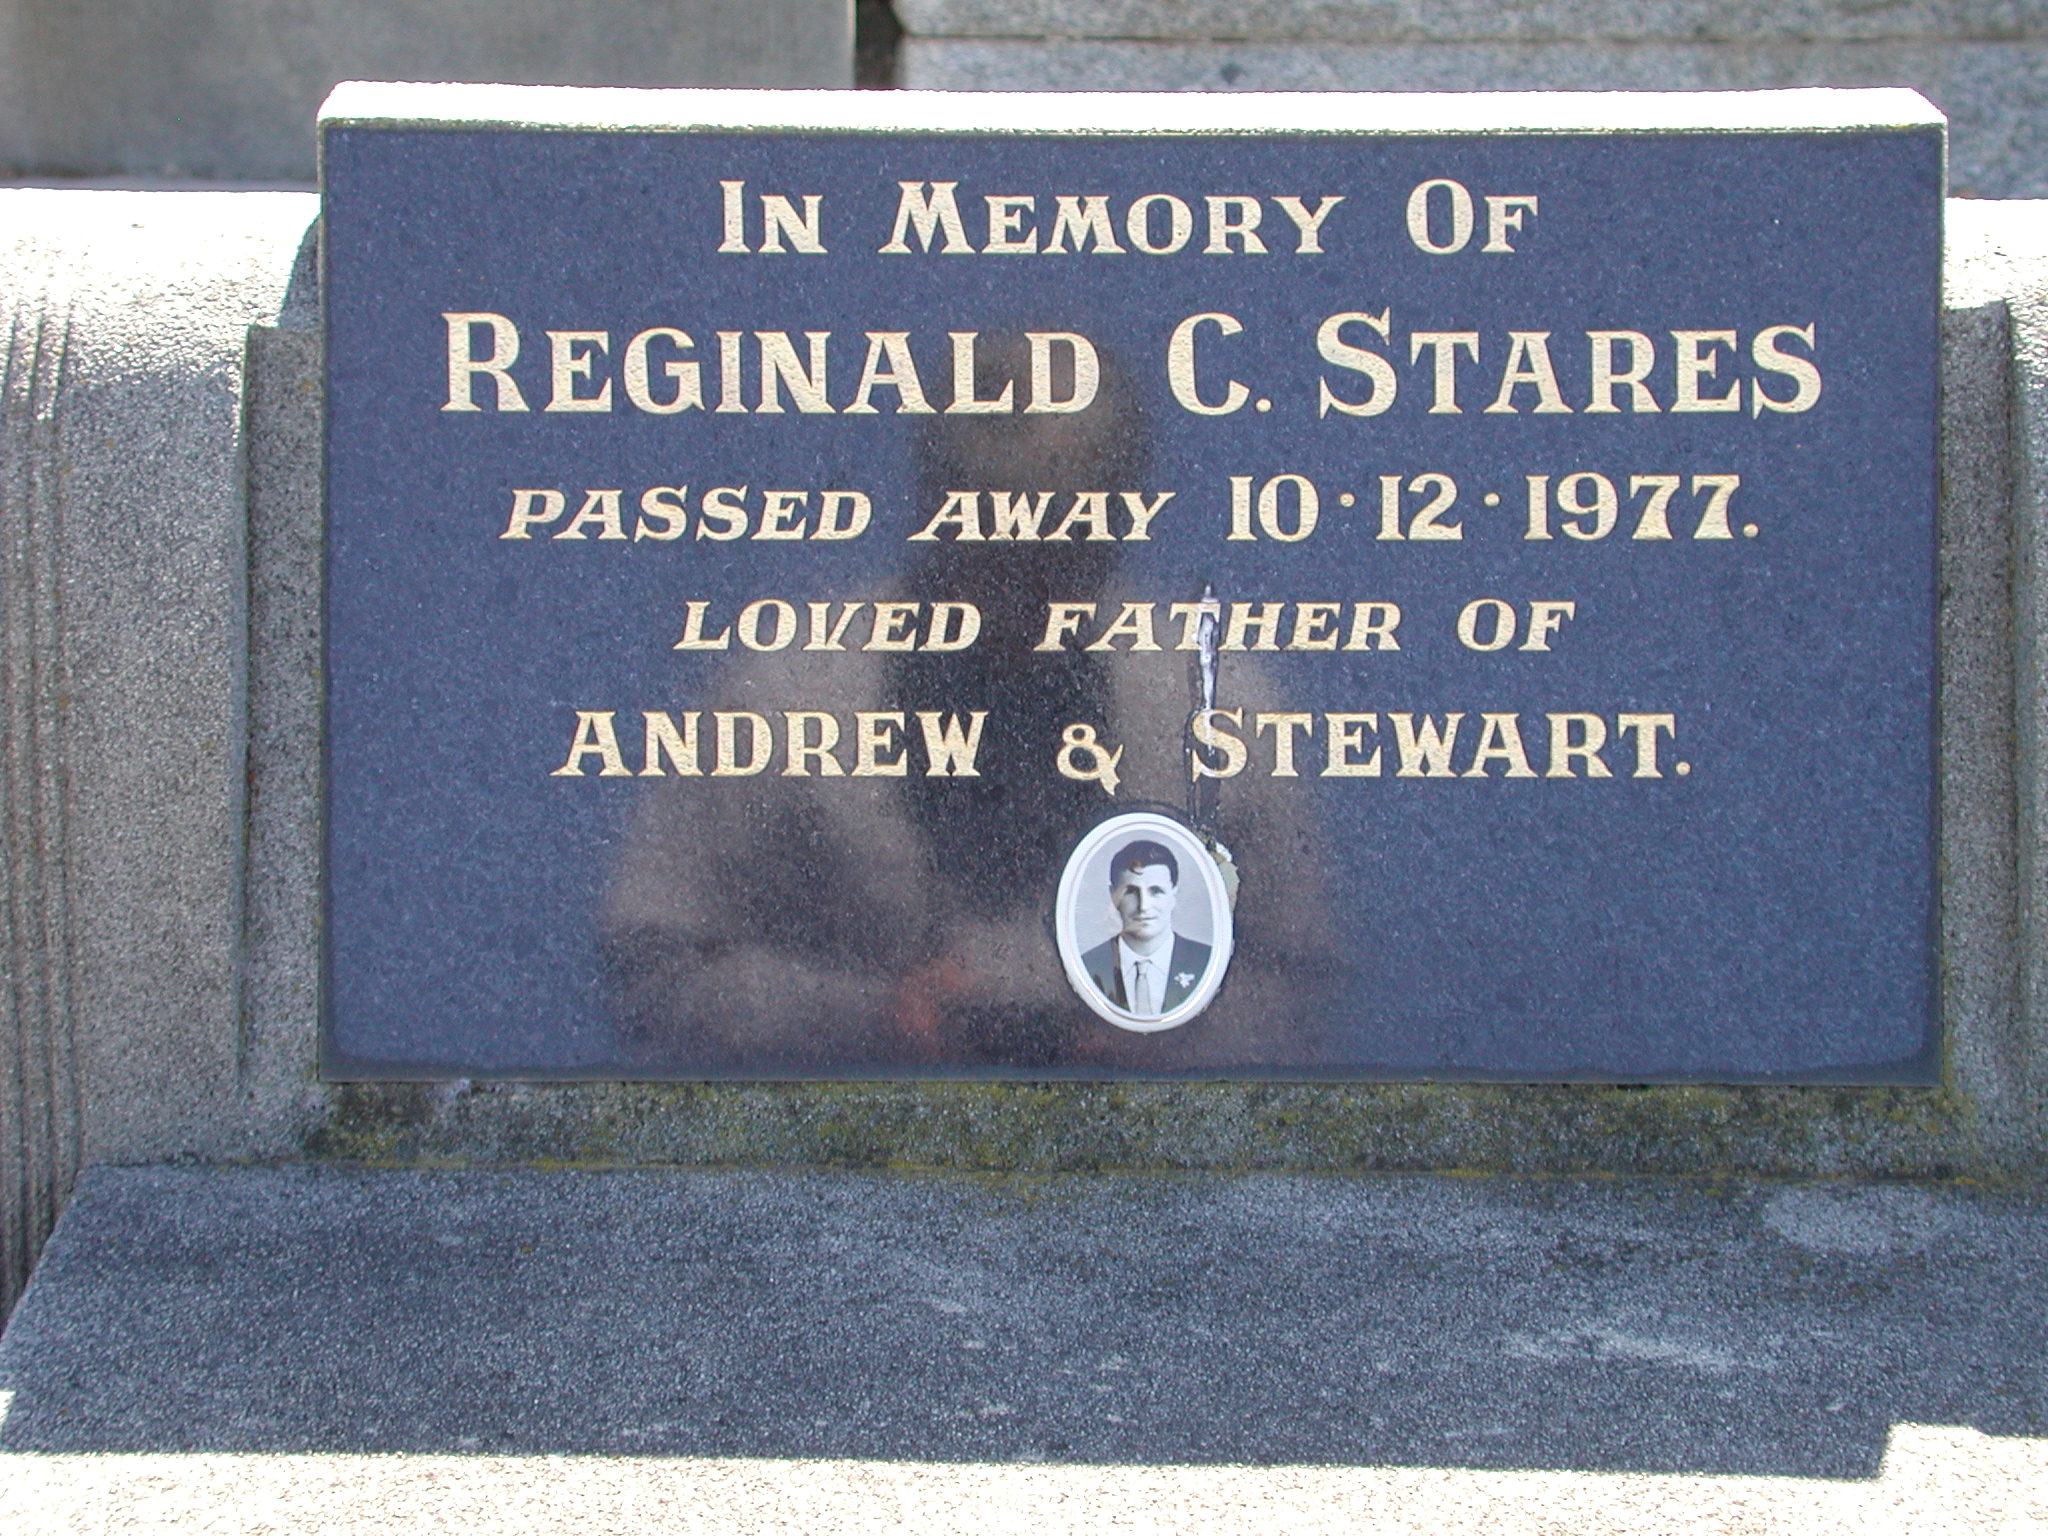 IN MEMORY OF
REGINALD C. STARES
PASSED AWAY 10·12·1977.
LOVED FATHER OF
ANDREW & STEWART.